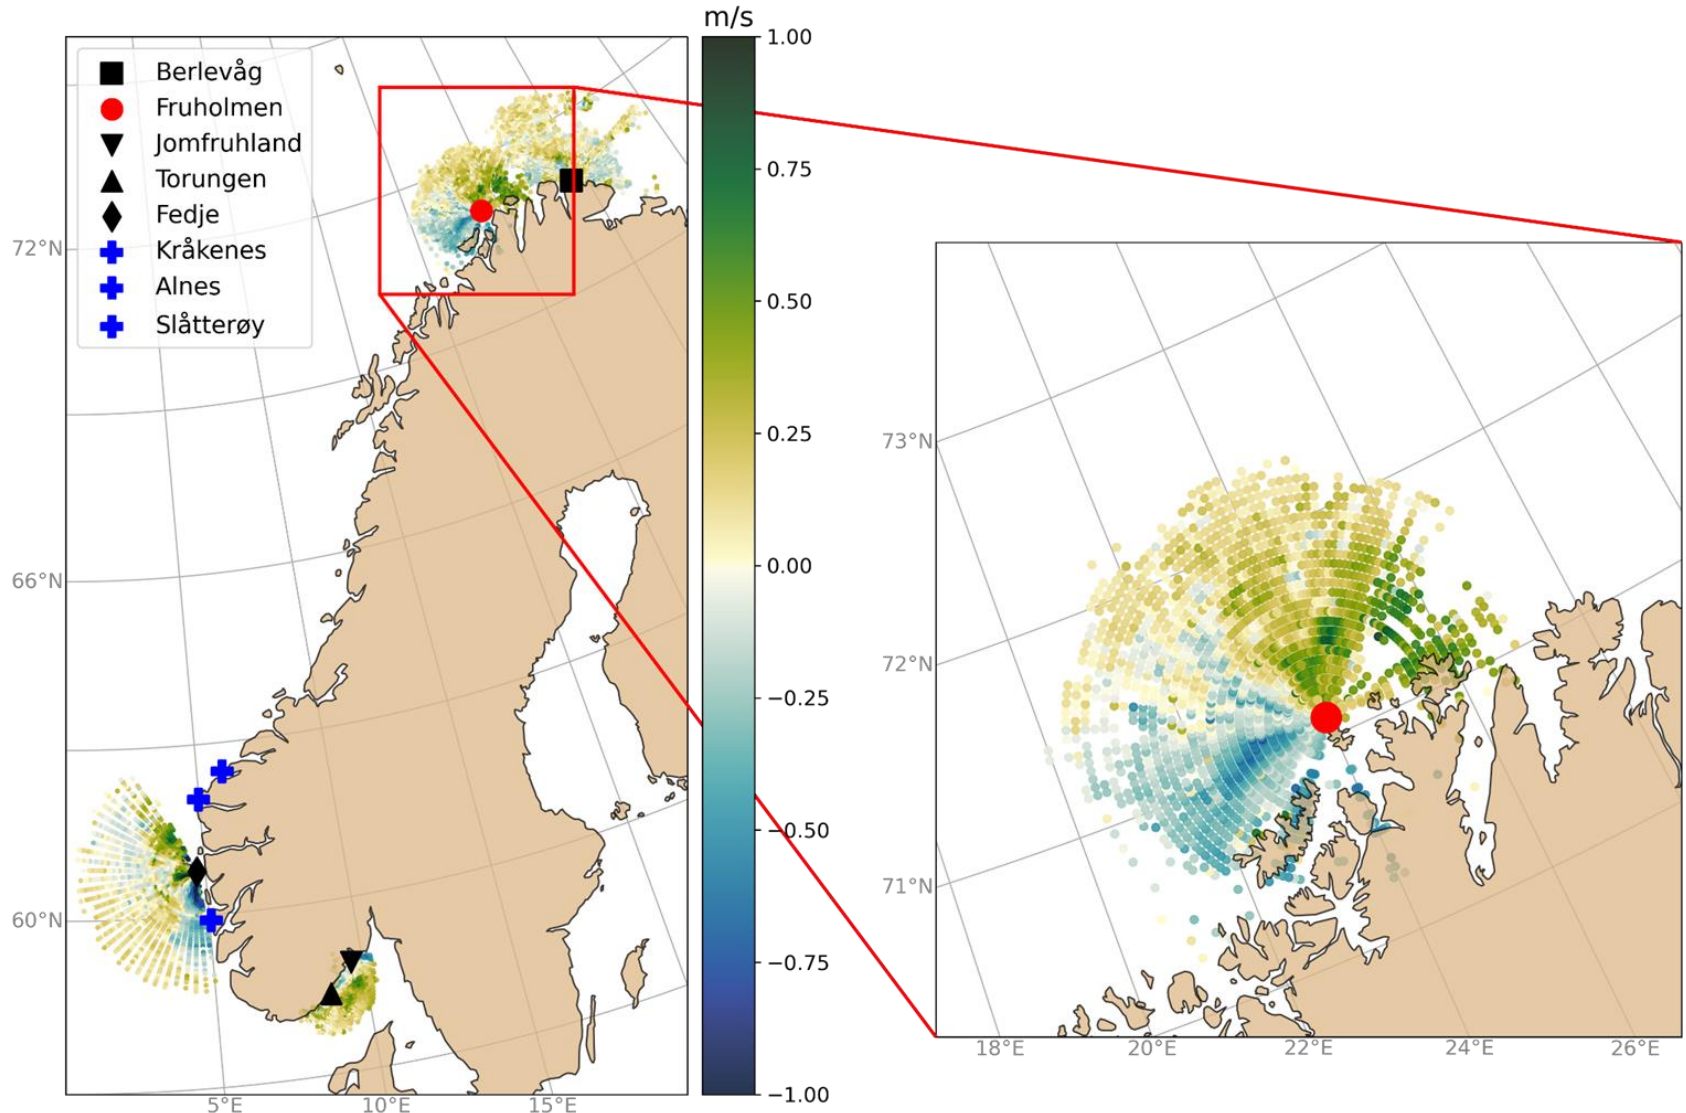 m/s
Berlevåg
Fruholmen
Jomfruhland
Torungen
Fedje
Kråkenes
Alnes
Slåtterøy
72°N
66°N
60°N
5°E 10°E 15°E
1.00
0.75
0.50
0.25
0.00
−0.25
−0.50
−0.75
−1.00
73°N
72°N
71°N
18°E 20°E 22°E 24°E 26°E